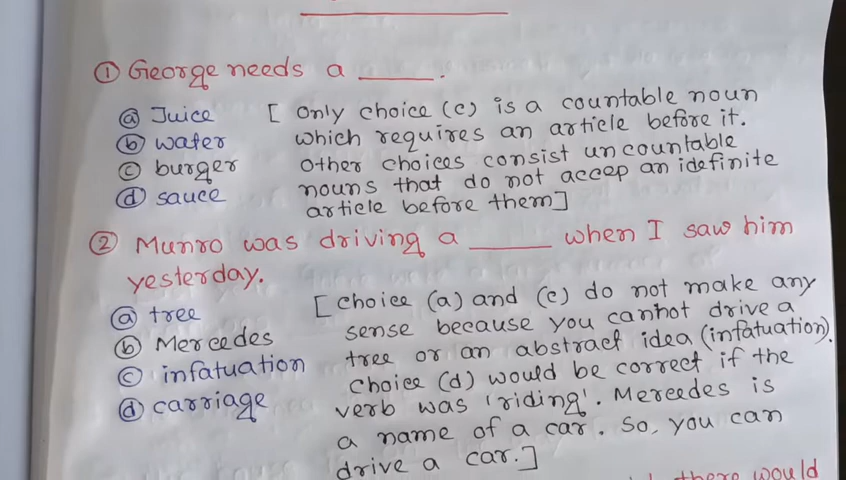 ① George needs a _____.
ⓐ Juice [ Only choice (c) is a countable noun
ⓑ water which requires an article before it.
ⓒ burger Other choices consist uncountable
ⓓ sauce nouns that do not accep an idefinite
article before them]
② Munro was driving a _____ when I saw him
yesterday.
ⓐ tree [choice (a) and (c) do not make any
ⓑ Mercedes sense because you cannot drive a
ⓒ infatuation tree or an abstract idea (infatuation).
ⓓ carriage choice (d) would be correct if the
verb was 'riding'. Mercedes is
a name of a car. So, you can
drive a car.]
there would